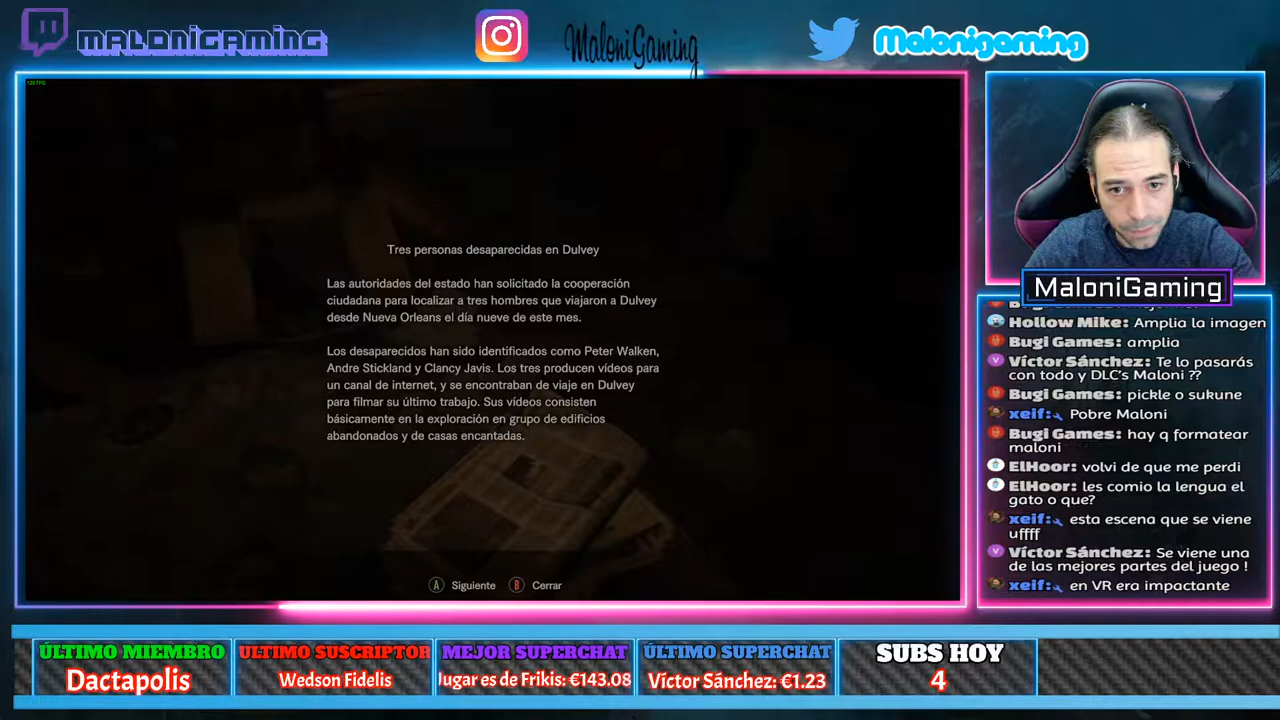 MALONIGAMING
MaloniGaming
Malonigaming
120 FPS
Tres personas desaparecidas en Dulvey
Las autoridades del estado han solicitado la cooperación
ciudadana para localizar a tres hombres que viajaron a Dulvey
desde Nueva Orleans el día nueve de este mes.
Los desaparecidos han sido identificados como Peter Walken,
Andre Stickland y Clancy Javis. Los tres producen vídeos para
un canal de internet, y se encontraban de viaje en Dulvey
para filmar su último trabajo. Sus vídeos consisten
básicamente en la exploración en grupo de edificios
abandonados y de casas encantadas.
A Siguiente B Cerrar
MaloniGaming
Hollow Mike: Amplia la imagen
Bugi Games: amplia
Víctor Sánchez: Te lo pasarás
con todo y DLC's Maloni ??
Bugi Games: pickle o sukune
xeif: Pobre Maloni
Bugi Games: hay q formatear
maloni
ElHoor: volvi de que me perdi
ElHoor: les comio la lengua el
gato o que?
xeif: esta escena que se viene
uffff
Víctor Sánchez: Se viene una
de las mejores partes del juego !
xeif: en VR era impactante
ÚLTIMO MIEMBRO
Dactapolis
ULTIMO SUSCRIPTOR
Wedson Fidelis
MEJOR SUPERCHAT
Jugar es de Frikis: €143.08
ÚLTIMO SUPERCHAT
Víctor Sánchez: €1.23
SUBS HOY
4